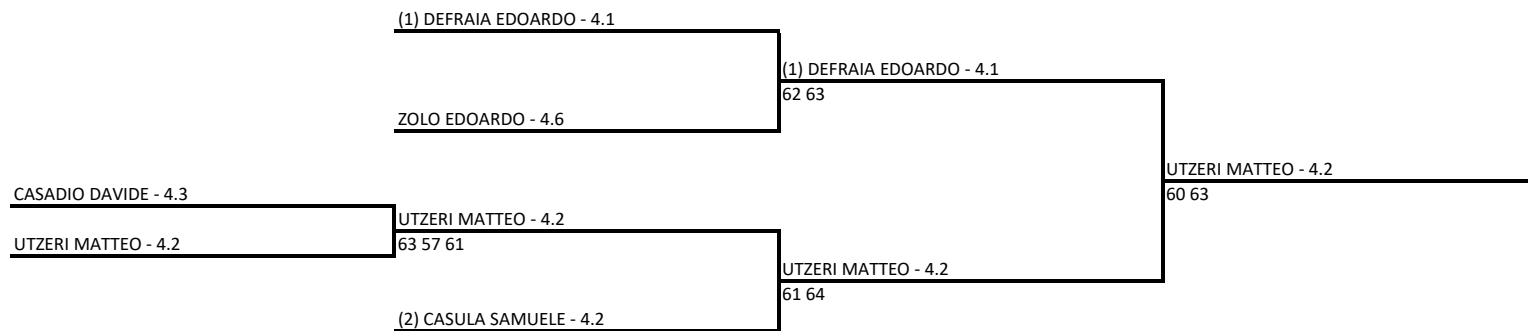 (1) DEFRAIA EDOARDO - 4.1
(1) DEFRAIA EDOARDO - 4.1
62 63
ZOLO EDOARDO - 4.6
UTZERI MATTEO - 4.2
60 63
CASADIO DAVIDE - 4.3
UTZERI MATTEO - 4.2
63 57 61
UTZERI MATTEO - 4.2
UTZERI MATTEO - 4.2
61 64
(2) CASULA SAMUELE - 4.2